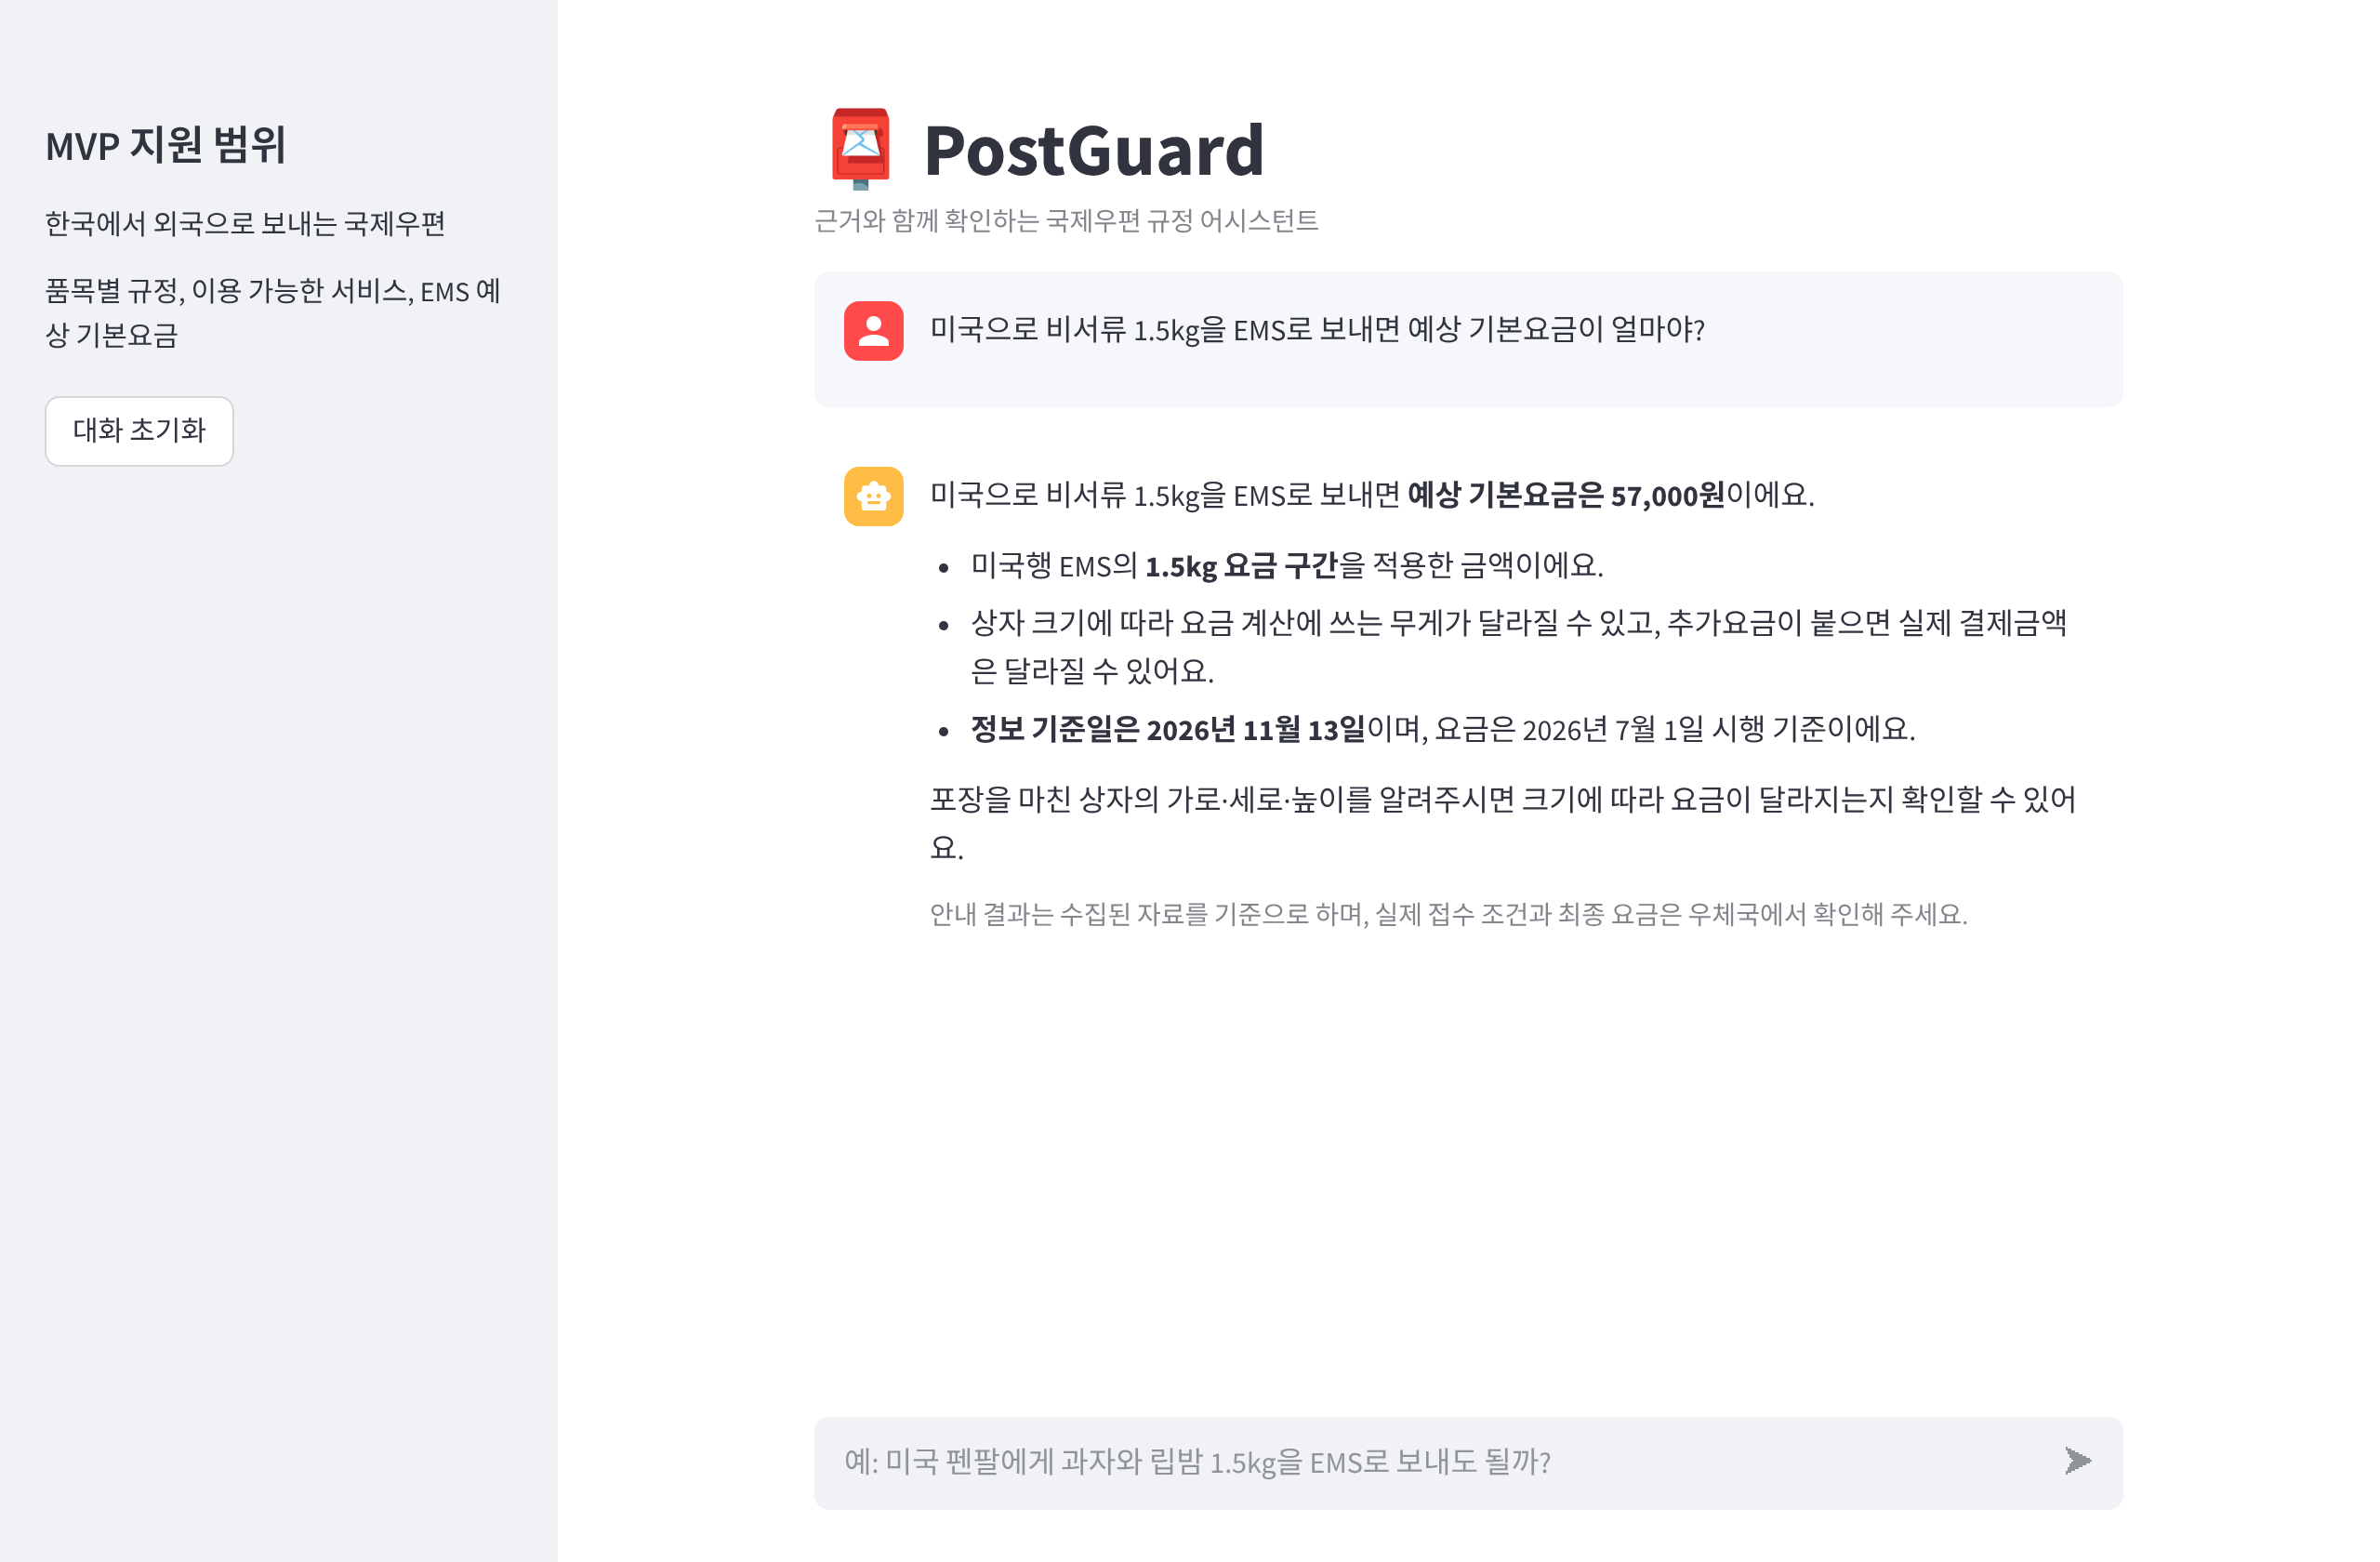 MVP 지원 범위
한국에서 외국으로 보내는 국제우편
품목별 규정, 이용 가능한 서비스, EMS 예
상 기본요금
대화 초기화
PostGuard
근거와 함께 확인하는 국제우편 규정 어시스턴트
미국으로 비서류 1.5kg을 EMS로 보내면 예상 기본요금이 얼마야?
미국으로 비서류 1.5kg을 EMS로 보내면 예상 기본요금은 57,000원이에요.
• 미국행 EMS의 1.5kg 요금 구간을 적용한 금액이에요.
• 상자 크기에 따라 요금 계산에 쓰는 무게가 달라질 수 있고, 추가요금이 붙으면 실제 결제금액
은 달라질 수 있어요.
• 정보 기준일은 2026년 11월 13일이며, 요금은 2026년 7월 1일 시행 기준이에요.
포장을 마친 상자의 가로·세로·높이를 알려주시면 크기에 따라 요금이 달라지는지 확인할 수 있어
요.
안내 결과는 수집된 자료를 기준으로 하며, 실제 접수 조건과 최종 요금은 우체국에서 확인해 주세요.
예: 미국 펜팔에게 과자와 립밤 1.5kg을 EMS로 보내도 될까?